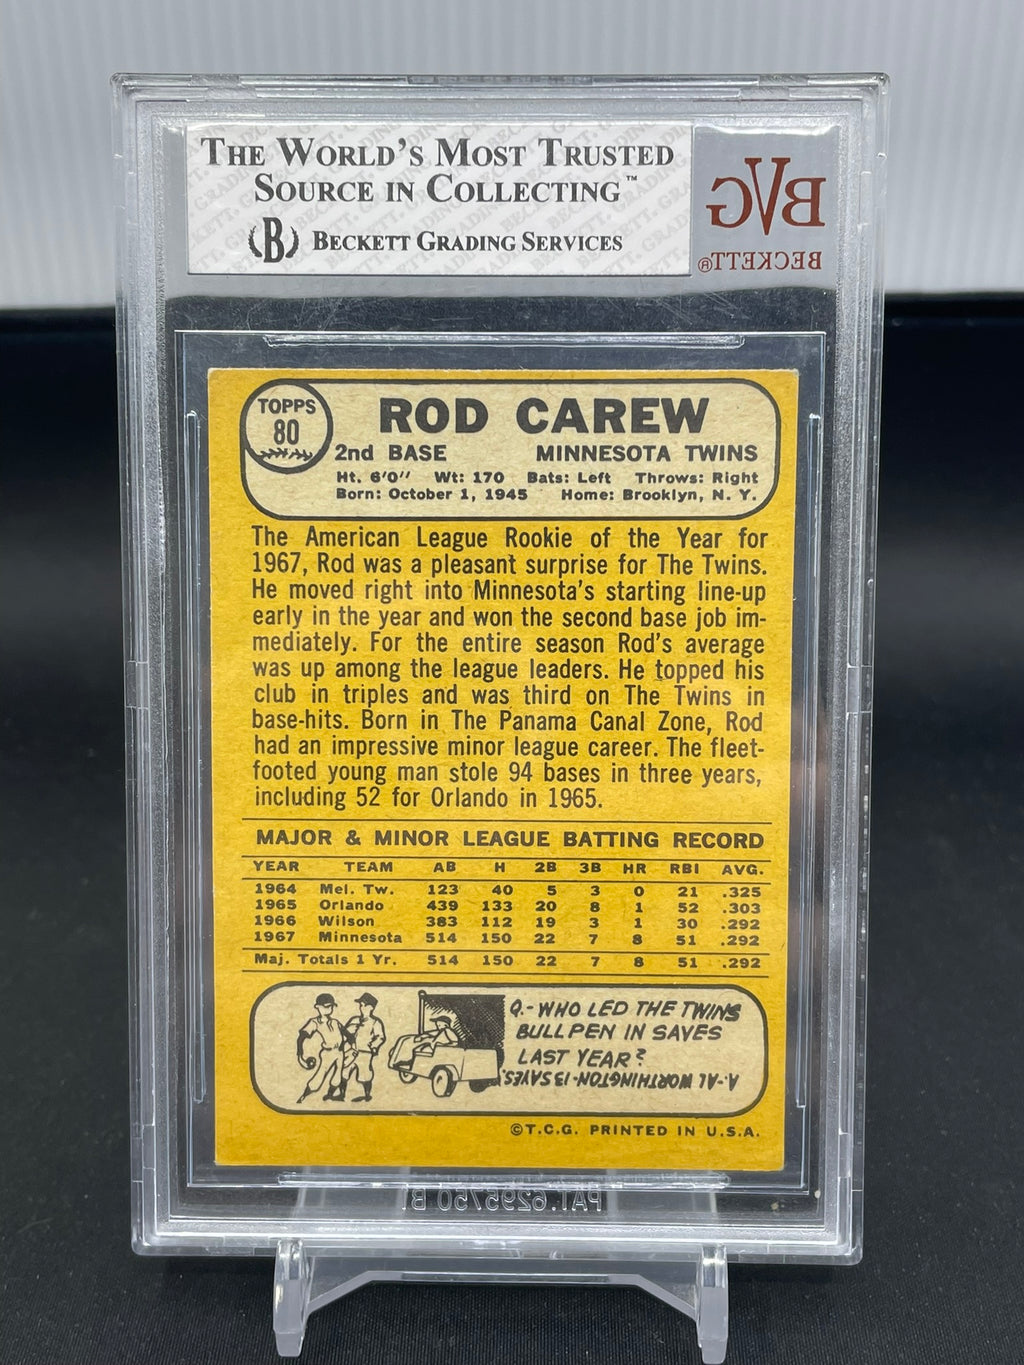 THE WORLD'S MOST TRUSTED
SOURCE IN COLLECTING™
B BECKETT GRADING SERVICES
BVG
BECKETT®
TOPPS
80
ROD CAREW
2nd BASE MINNESOTA TWINS
Ht. 6'0" Wt: 170 Bats: Left Throws: Right
Born: October 1, 1945 Home: Brooklyn, N. Y.
The American League Rookie of the Year for
1967, Rod was a pleasant surprise for The Twins.
He moved right into Minnesota's starting line-up
early in the year and won the second base job im-
mediately. For the entire season Rod's average
was up among the league leaders. He topped his
club in triples and was third on The Twins in
base-hits. Born in The Panama Canal Zone, Rod
had an impressive minor league career. The fleet-
footed young man stole 94 bases in three years,
including 52 for Orlando in 1965.
MAJOR & MINOR LEAGUE BATTING RECORD
YEAR TEAM AB H 2B 3B HR RBI AVG.
1964 Mel. Tw. 123 40 5 3 0 21 .325
1965 Orlando 439 133 20 8 1 52 .303
1966 Wilson 383 112 19 3 1 30 .292
1967 Minnesota 514 150 22 7 8 51 .292
Maj. Totals 1 Yr. 514 150 22 7 8 51 .292
Q.-WHO LED THE TWINS
BULLPEN IN SAVES
LAST YEAR?
A-AL WORTHINGTON-13 SAVES.
©T.C.G. PRINTED IN U.S.A.
PAT. 6295750 B1